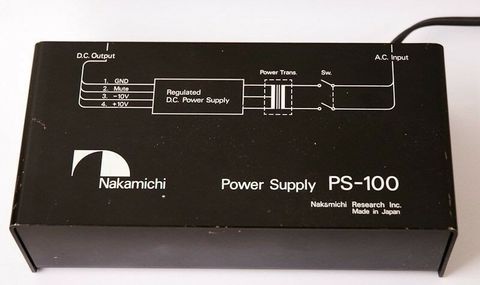 D.C. Output
A.C. Input
Power Trans.
Sw.
1. GND
2. Mute
3. -10V
4. +10V
Regulated
D.C. Power Supply
Nakamichi
Power Supply PS-100
Nakamichi Research Inc.
Made in Japan